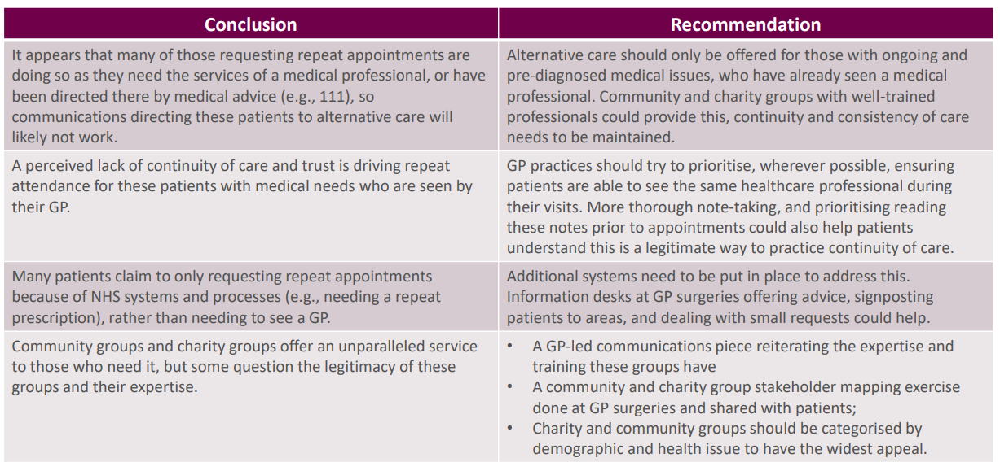 Conclusion
Recommendation
It appears that many of those requesting repeat appointments are
doing so as they need the services of a medical professional, or have
been directed there by medical advice (e.g., 111), so
communications directing these patients to alternative care will
likely not work.
Alternative care should only be offered for those with ongoing and
pre-diagnosed medical issues, who have already seen a medical
professional. Community and charity groups with well-trained
professionals could provide this, continuity and consistency of care
needs to be maintained.
A perceived lack of continuity of care and trust is driving repeat
attendance for these patients with medical needs who are seen by
their GP.
GP practices should try to prioritise, wherever possible, ensuring
patients are able to see the same healthcare professional during
their visits. More thorough note-taking, and prioritising reading
these notes prior to appointments could also help patients
understand this is a legitimate way to practice continuity of care.
Many patients claim to only requesting repeat appointments
because of NHS systems and processes (e.g., needing a repeat
prescription), rather than needing to see a GP.
Additional systems need to be put in place to address this.
Information desks at GP surgeries offering advice, signposting
patients to areas, and dealing with small requests could help.
Community groups and charity groups offer an unparalleled service
to those who need it, but some question the legitimacy of these
groups and their expertise.
• A GP-led communications piece reiterating the expertise and
training these groups have
• A community and charity group stakeholder mapping exercise
done at GP surgeries and shared with patients;
• Charity and community groups should be categorised by
demographic and health issue to have the widest appeal.